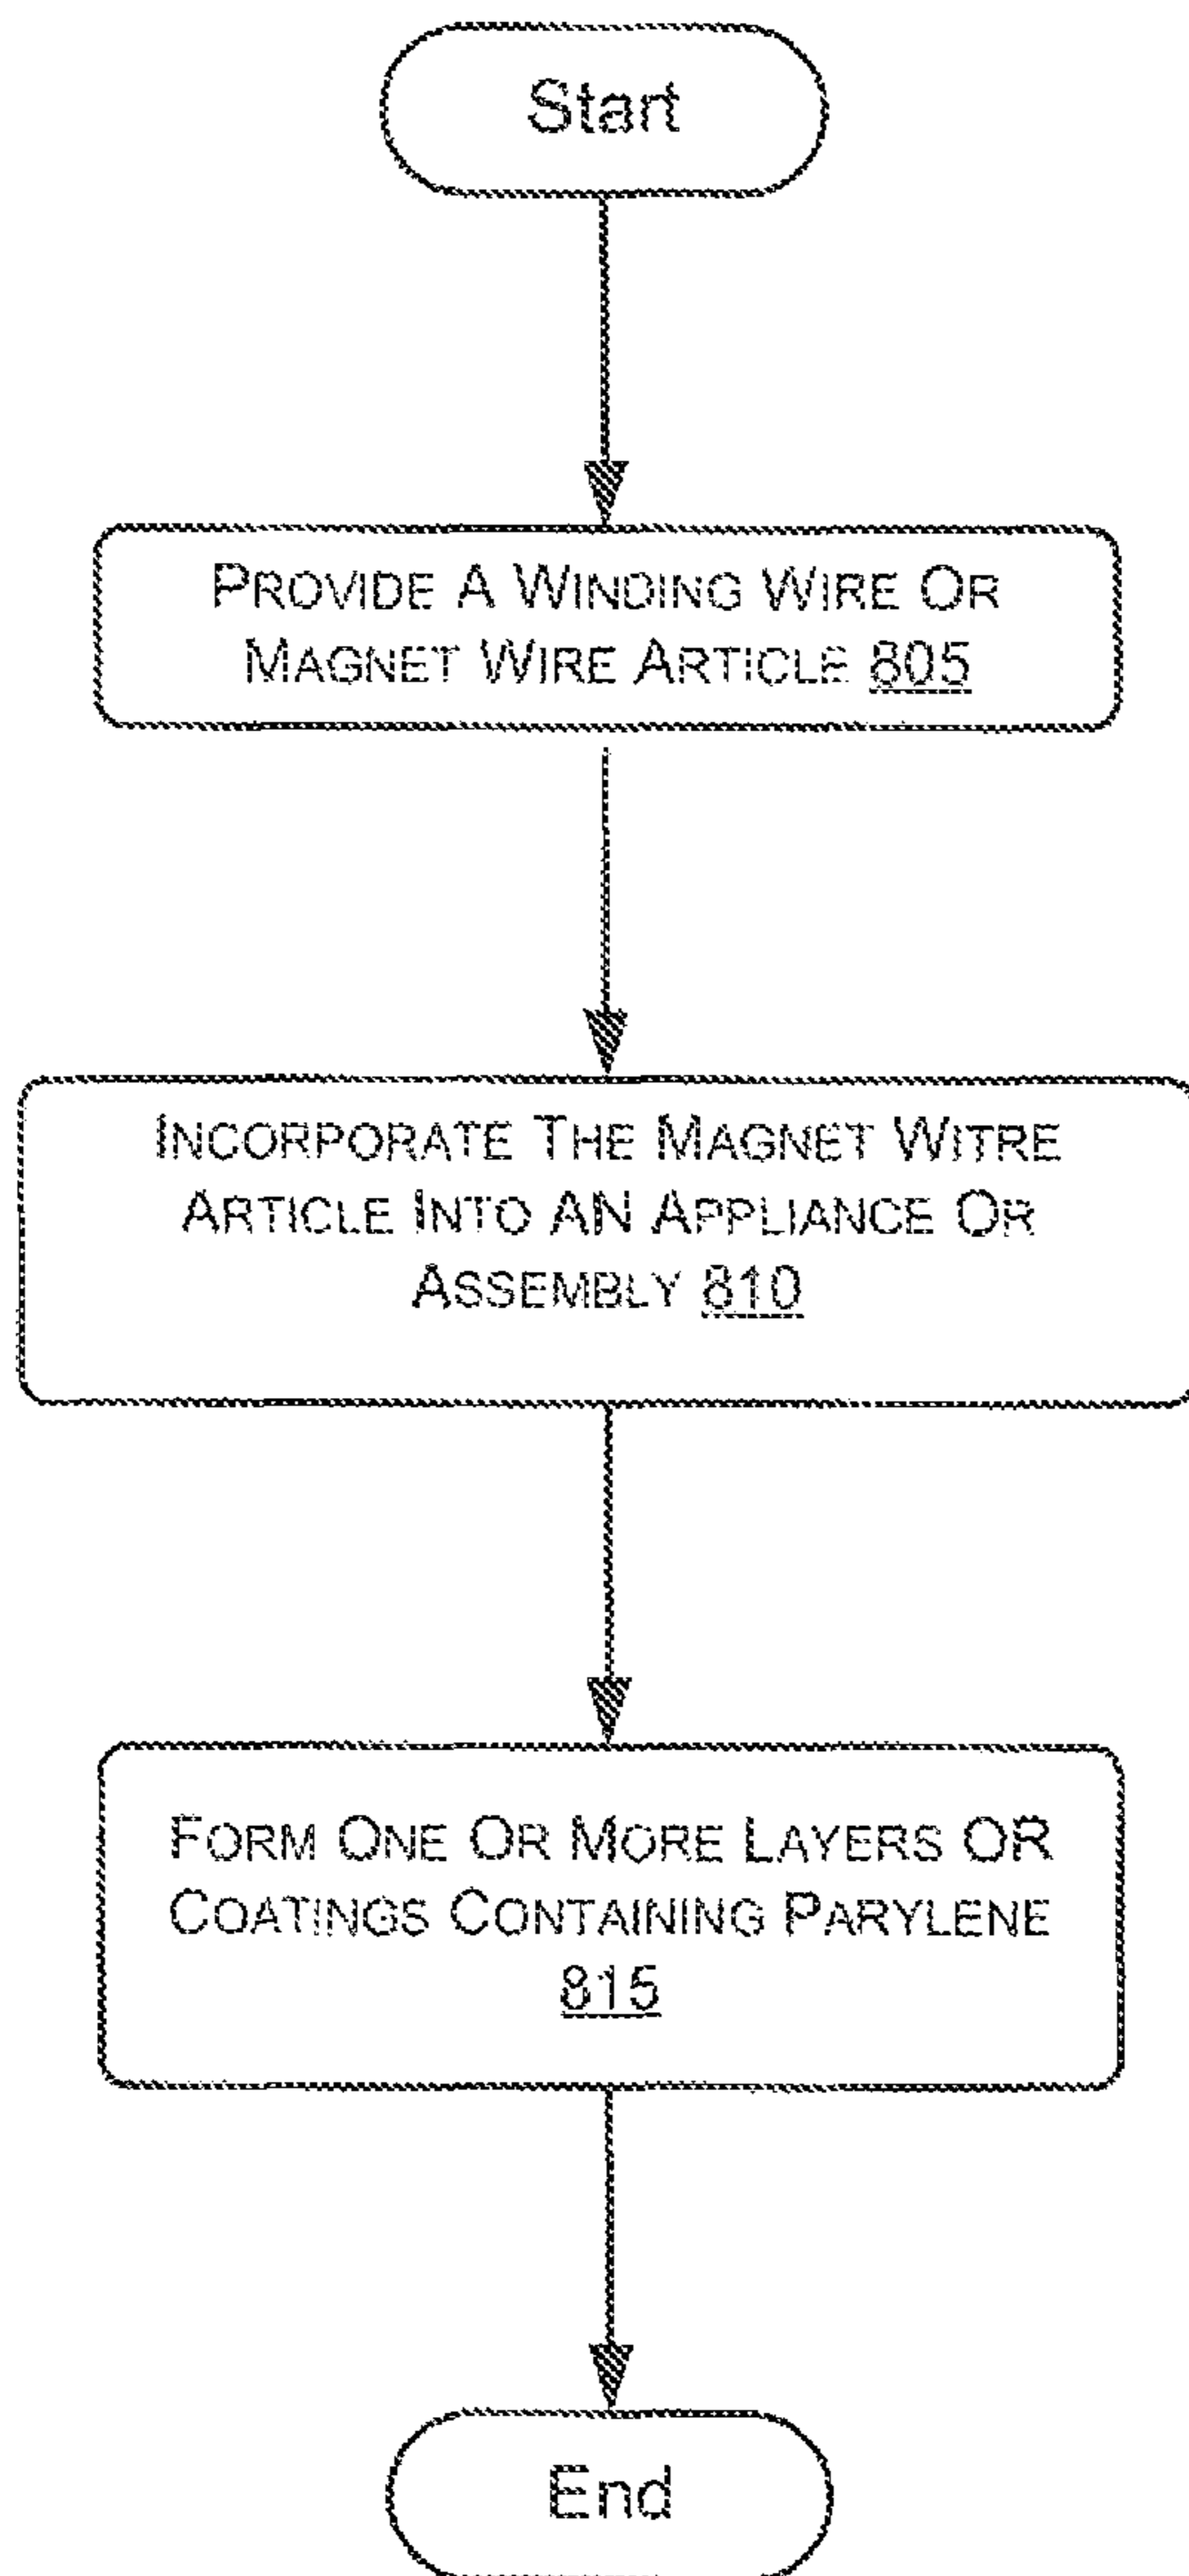 Start
PROVIDE A WINDING WIRE OR
MAGNET WIRE ARTICLE 805
INCORPORATE THE MAGNET WITRE
ARTICLE INTO AN APPLIANCE OR
ASSEMBLY 810
FORM ONE OR MORE LAYERS OR
COATINGS CONTAINING PARYLENE
815
End